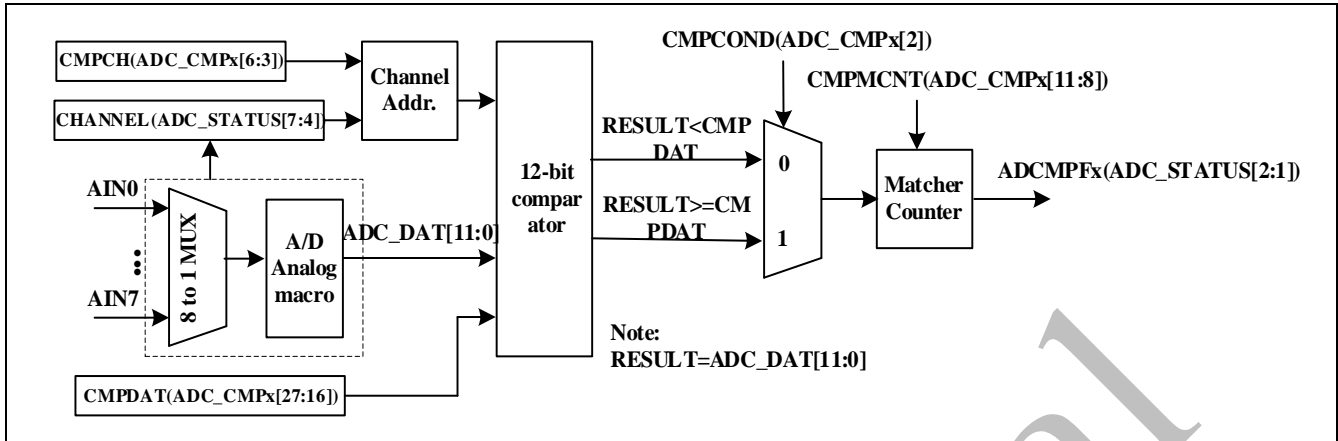 CMPCH(ADC_CMPx[6:3])
CHANNEL(ADC_STATUS[7:4])
Channel
Addr.
AIN0
...
AIN7
8 to 1 MUX
A/D
Analog
macro
ADC_DAT[11:0]
CMPDAT(ADC_CMPx[27:16])
12-bit
compar
ator
CMPCOND(ADC_CMPx[2])
CMPMCNT(ADC_CMPx[11:8])
RESULT<CMP
DAT
RESULT>=CM
PDAT
0
1
Matcher
Counter
ADCMPFx(ADC_STATUS[2:1])
Note:
RESULT=ADC_DAT[11:0]